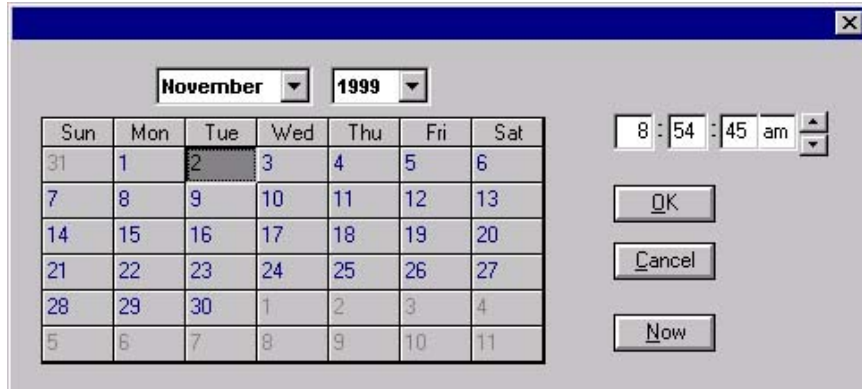 November 1999
Sun Mon Tue Wed Thu Fri Sat
31 1 2 3 4 5 6
7 8 9 10 11 12 13
14 15 16 17 18 19 20
21 22 23 24 25 26 27
28 29 30 1 2 3 4
5 6 7 8 9 10 11
8 : 54 : 45 am
OK
Cancel
Now